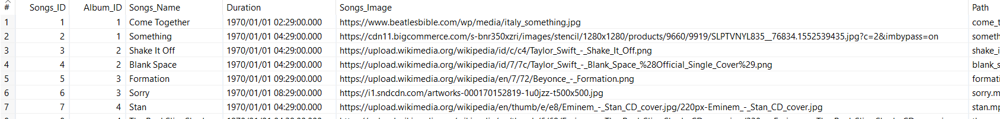 # Songs_ID Album_ID Songs_Name Duration Songs_Image Path
1 1 1 Come Together 1970/01/01 02:29:00.000 https://www.beatlesbible.com/wp/media/italy_something.jpg come_t
2 2 1 Something 1970/01/01 04:29:00.000 https://cdn11.bigcommerce.com/s-bnr350xzri/images/stencil/1280x1280/products/9660/9919/SLPTVNYL835__76834.1552539435.jpg?c=2&imbypass=on someth
3 3 2 Shake It Off 1970/01/01 04:29:00.000 https://upload.wikimedia.org/wikipedia/id/c/c4/Taylor_Swift_-_Shake_It_Off.png shake_i
4 4 2 Blank Space 1970/01/01 04:29:00.000 https://upload.wikimedia.org/wikipedia/id/7/7c/Taylor_Swift_-_Blank_Space_%28Official_Single_Cover%29.png blank_s
5 5 3 Formation 1970/01/01 09:29:00.000 https://upload.wikimedia.org/wikipedia/en/7/72/Beyonce_-_Formation.png formati
6 6 3 Sorry 1970/01/01 08:29:00.000 https://i1.sndcdn.com/artworks-000170152819-1u0jzz-t500x500.jpg sorry.m
7 7 4 Stan 1970/01/01 04:29:00.000 https://upload.wikimedia.org/wikipedia/en/thumb/e/e8/Eminem_-_Stan_CD_cover.jpg/220px-Eminem_-_Stan_CD_cover.jpg stan.mp